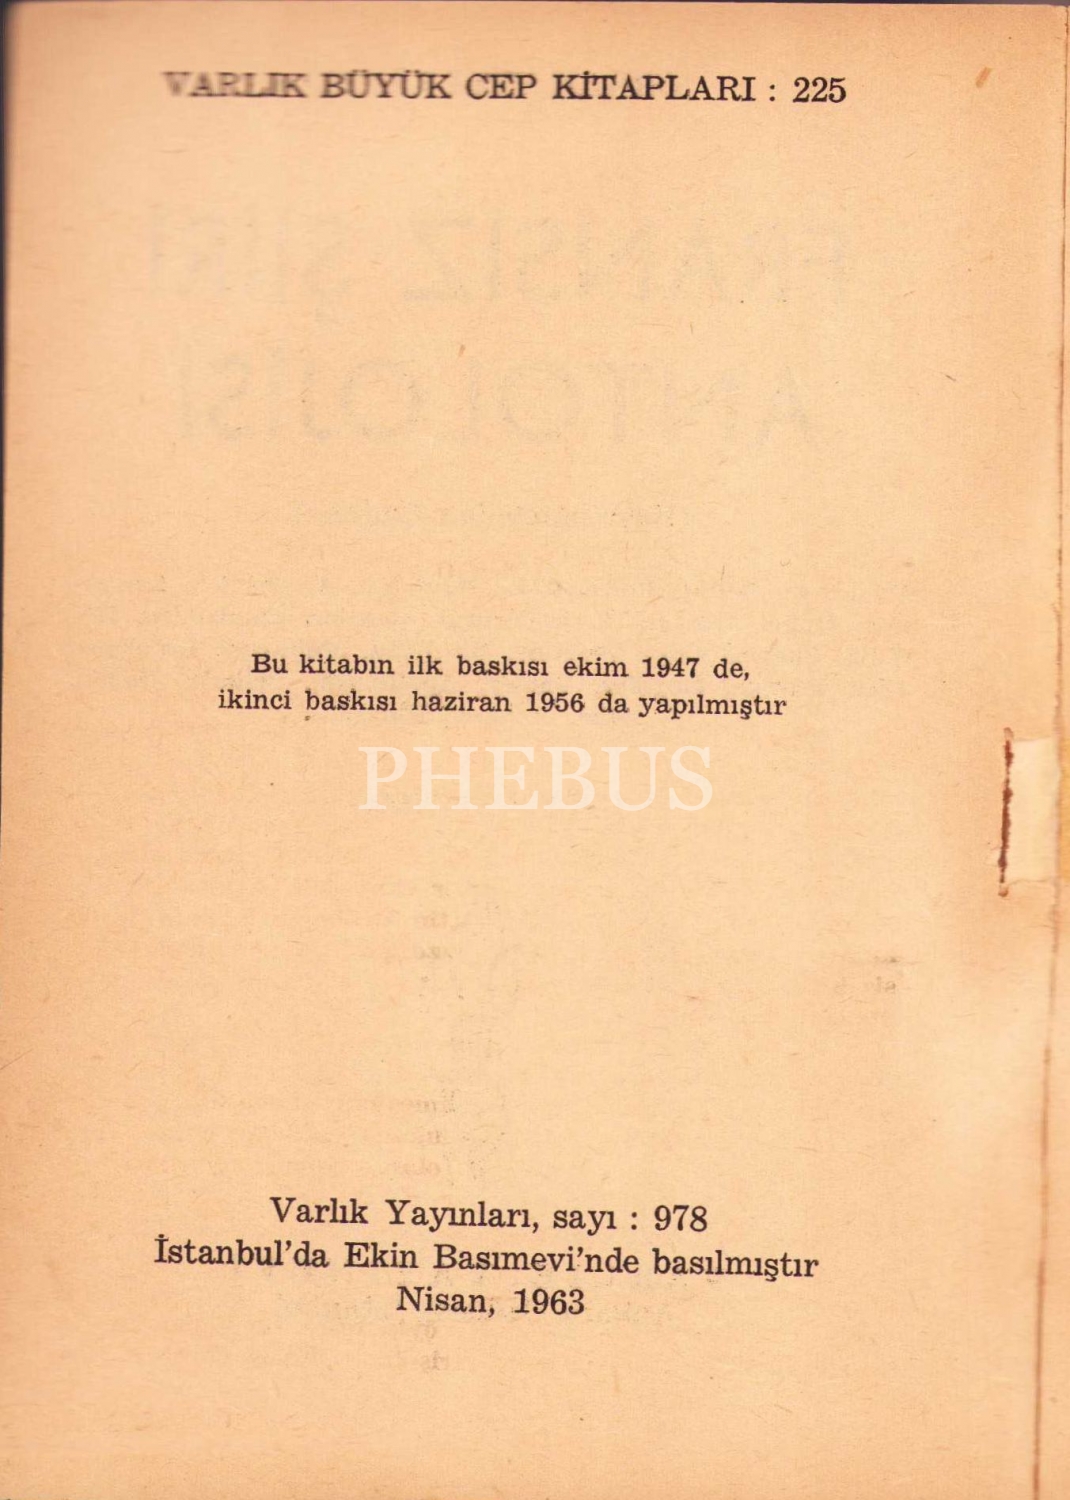 VARLIK BÜYÜK CEP KİTAPLARI : 225
Bu kitabın ilk baskısı ekim 1947 de,
ikinci baskısı haziran 1956 da yapılmıştır
PHEBUS
Varlık Yayınları, sayı : 978
İstanbul'da Ekin Basımevi'nde basılmıştır
Nisan, 1963